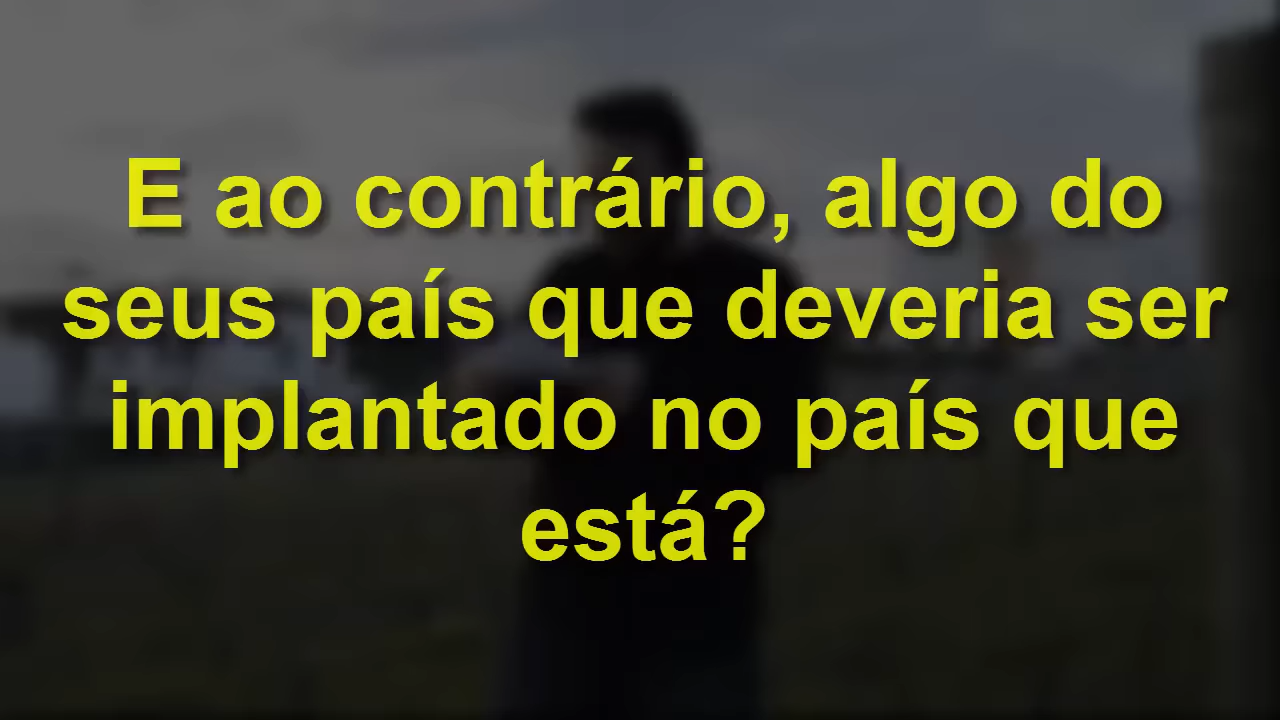 E ao contrário, algo do
seus país que deveria ser
implantado no país que
está?